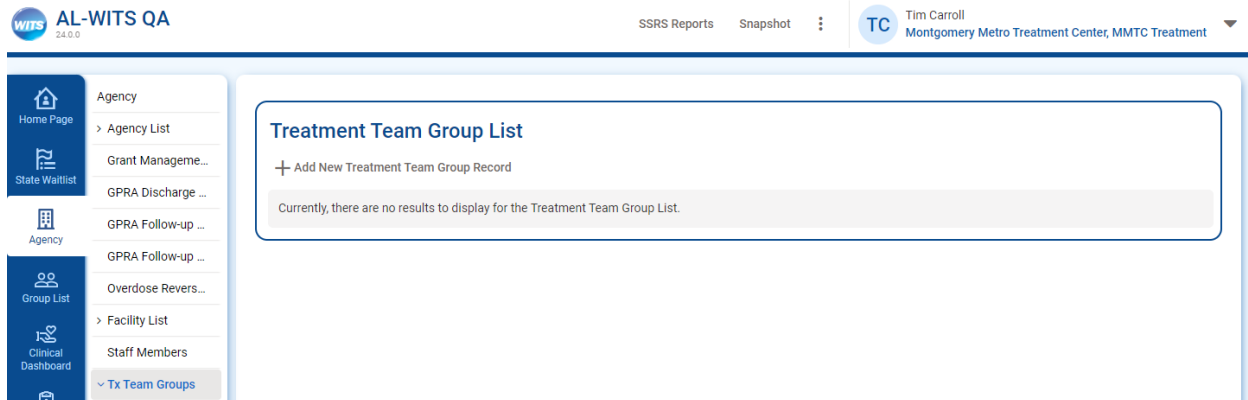 WITS
AL-WITS QA
24.0.0
SSRS Reports
Snapshot
TC
Tim Carroll
Montgomery Metro Treatment Center, MMTC Treatment
Home Page
State Waitlist
Agency
Group List
Clinical
Dashboard
Agency
Agency List
Grant Manageme...
GPRA Discharge ...
GPRA Follow-up ...
GPRA Follow-up ...
Overdose Revers...
Facility List
Staff Members
Tx Team Groups
Treatment Team Group List
Add New Treatment Team Group Record
Currently, there are no results to display for the Treatment Team Group List.